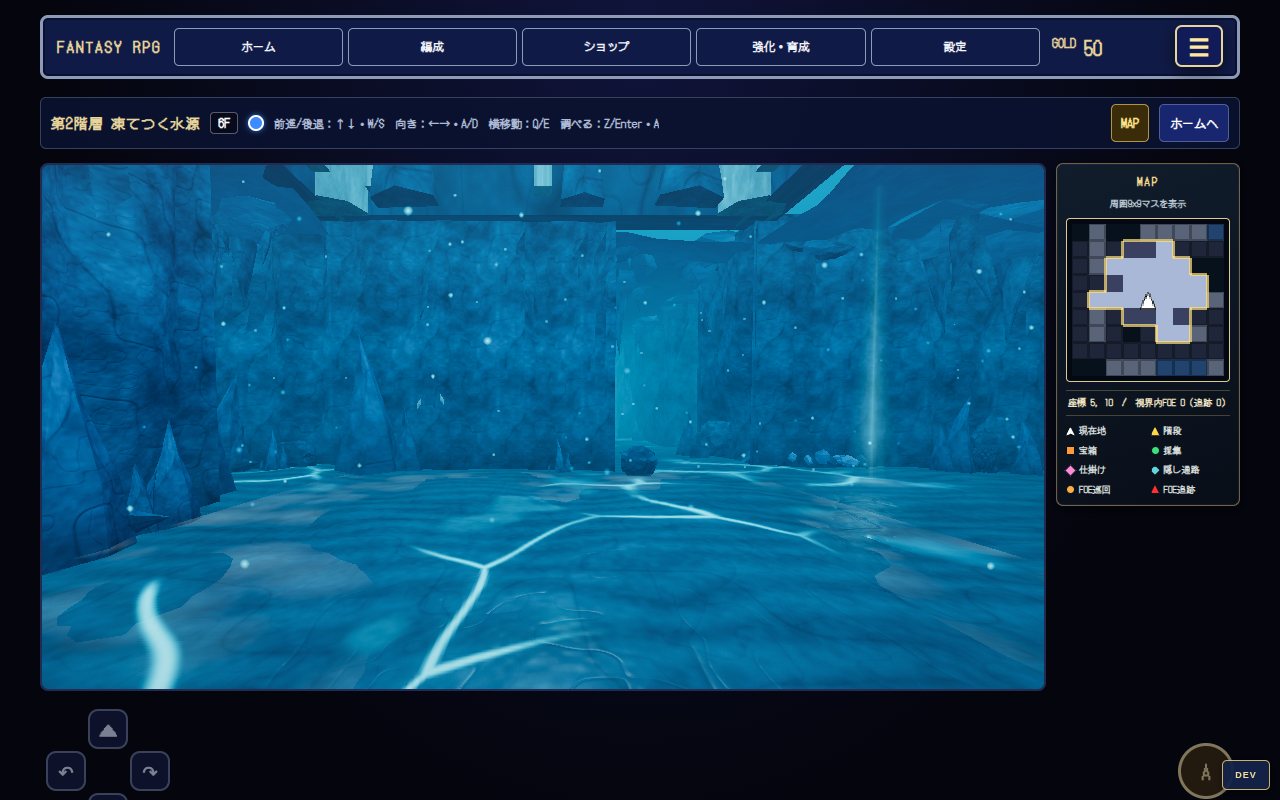 FANTASY RPG
ホーム
編成
ショップ
強化・育成
設定
GOLD 50
第2階層 凍てつく水源
6F
前進/後退：↑↓・W/S 向き：←→・A/D 横移動：Q/E 調べる：Z/Enter・A
MAP
ホームへ
MAP
周囲9x9マスを表示
座標 5, 10 / 視界内FOE 0 (追跡 0)
現在地
階段
宝箱
採集
仕掛け
隠し通路
FOE巡回
FOE追跡
A
DEV